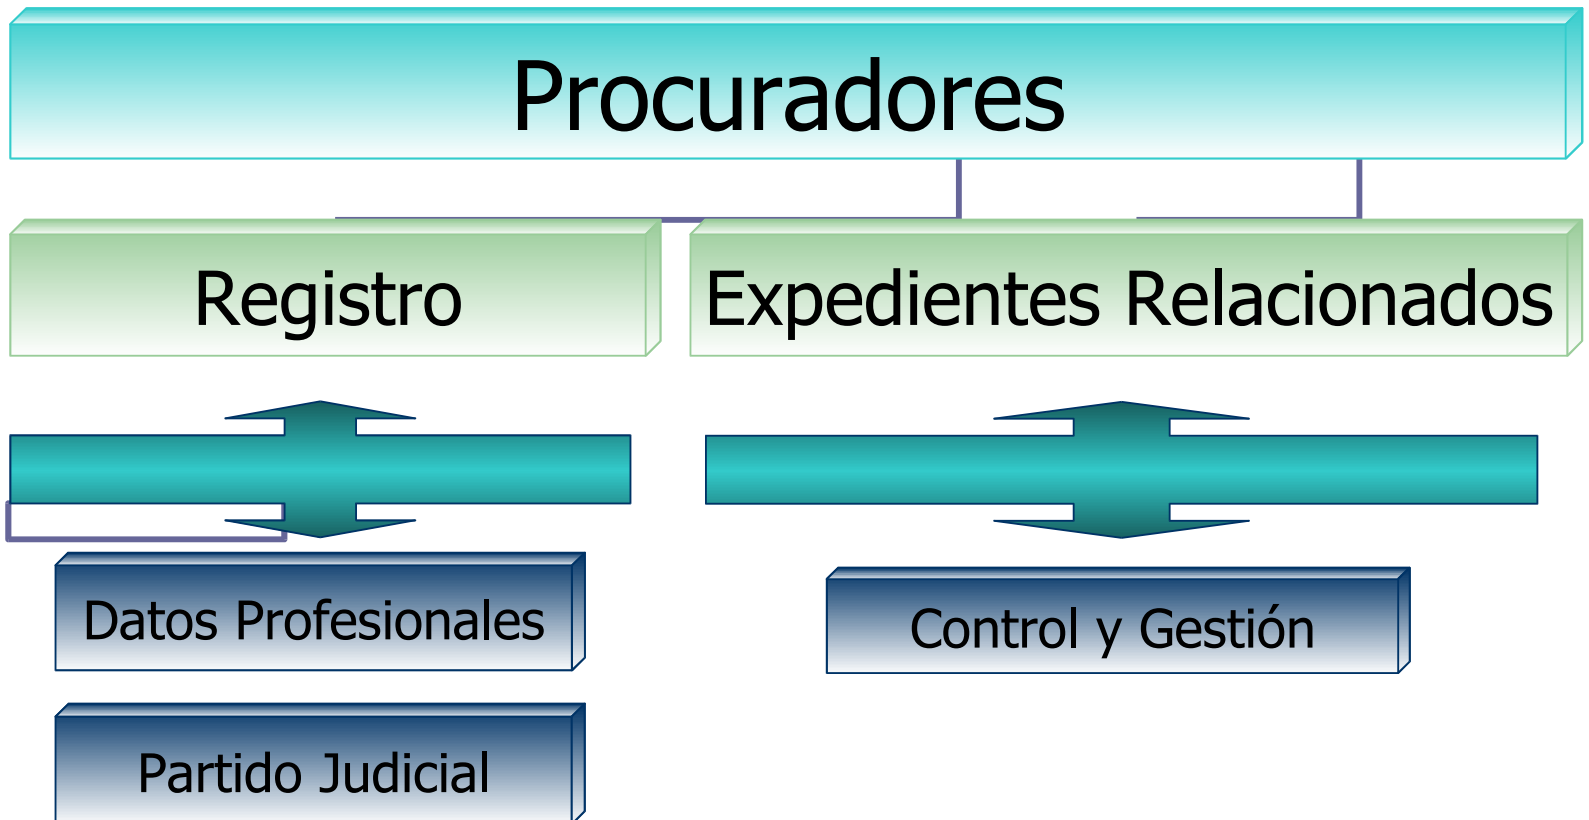 Procuradores
Registro
Expedientes Relacionados
Datos Profesionales
Control y Gestión
Partido Judicial